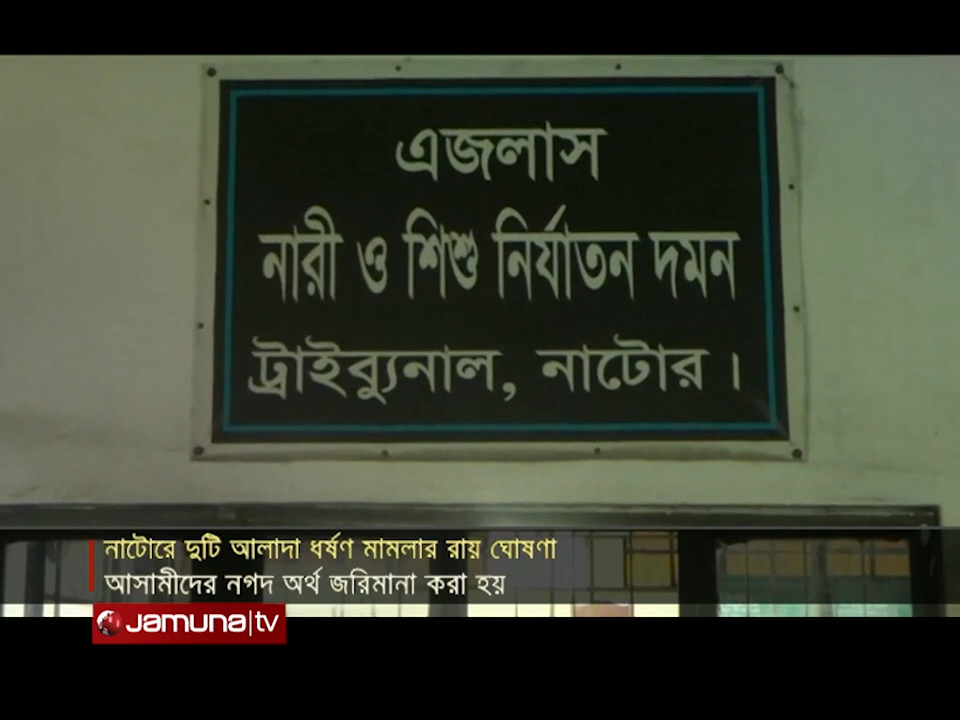 এজলাস
নারী ও শিশু নির্যাতন দমন
ট্রাইব্যুনাল, নাটোর।
নাটোরে দুটি আলাদা ধর্ষণ মামলার রায় ঘোষণা
আসামীদের নগদ অর্থ জরিমানা করা হয়
Jamuna|tv